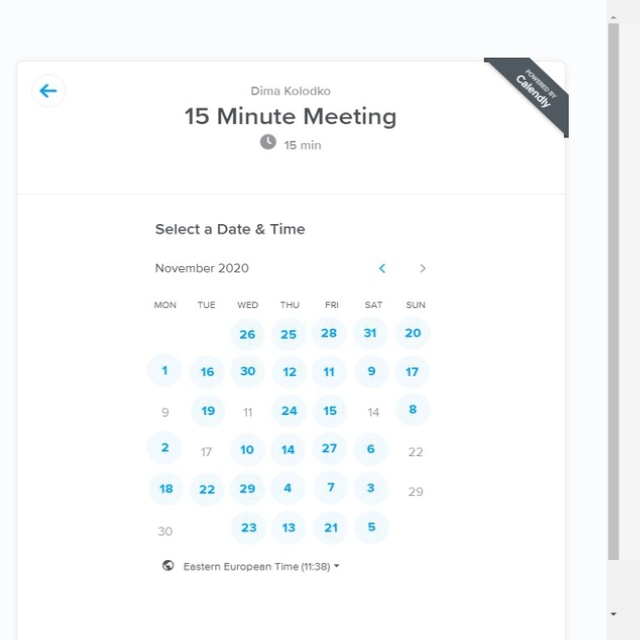 POWERED BY
Calendly
Dima Kolodko
15 Minute Meeting
15 min
Select a Date & Time
November 2020
MON TUE WED THU FRI SAT SUN
26 25 28 31 20
1 16 30 12 11 9 17
9 19 11 24 15 14 8
2 17 10 14 27 6 22
18 22 29 4 7 3 29
30 23 13 21 5
Eastern European Time (11:38)